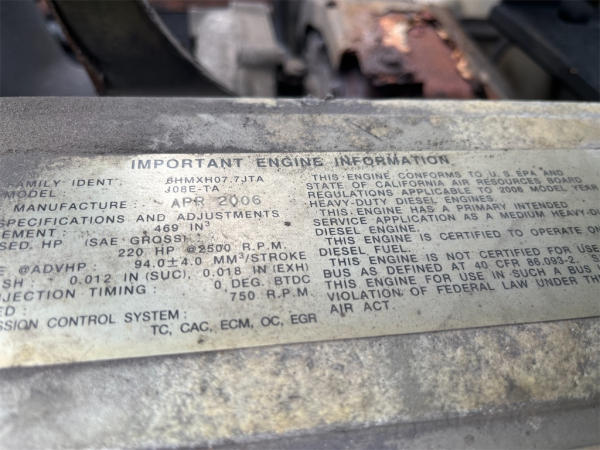 IMPORTANT ENGINE INFORMATION
FAMILY IDENT. 6HMXH07.7JTA
MODEL J08E-TA
MANUFACTURE: APR 2006
SPECIFICATIONS AND ADJUSTMENTS
CEMENT: 469 IN³
SED. HP (SAE GROSS):
220 HP @2500 R.P.M.
E @ADVHP: 94.0±4.0 MM³/STROKE
SH: 0.012 IN (SUC), 0.018 IN (EXH)
JECTION TIMING: 0 DEG. BTDC
ED: 750 R.P.M.
SSION CONTROL SYSTEM:
TC, CAC, ECM, OC, EGR
THIS ENGINE CONFORMS TO U.S. EPA AND
STATE OF CALIFORNIA AIR RESOURCES BOARD
REGULATIONS APPLICABLE TO 2006 MODEL YEAR
HEAVY-DUTY DIESEL ENGINES.
THIS ENGINE HAS A PRIMARY INTENDED
SERVICE APPLICATION AS A MEDIUM HEAVY-DU
DIESEL ENGINE.
THIS ENGINE IS CERTIFIED TO OPERATE ON
DIESEL FUEL.
THIS ENGINE IS NOT CERTIFIED FOR USE
BUS AS DEFINED AT 40 CFR 86.093-2. S
THIS ENGINE FOR USE IN SUCH A BUS I
VIOLATION OF FEDERAL LAW UNDER THE
AIR ACT.